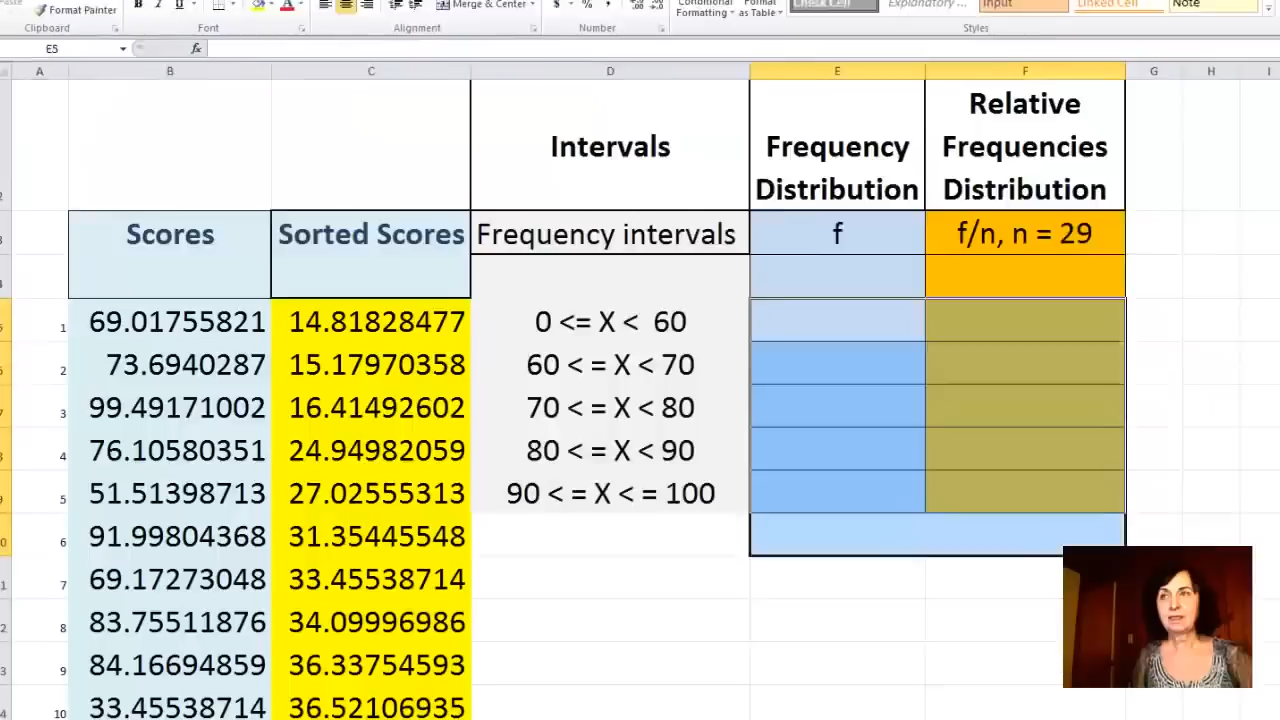 Format Painter
B I U
Merge & Center
$ % ,
Conditional Format
Formatting as Table
Check Cell Explanatory ... Input Linked Cell Note
Clipboard Font Alignment Number Styles
E5 fx
A B C D E F G H I
Intervals
Frequency
Distribution
Relative
Frequencies
Distribution
Scores Sorted Scores Frequency intervals f f/n, n = 29
1 69.01755821 14.81828477 0 <= X < 60
2 73.6940287 15.17970358 60 < = X < 70
3 99.49171002 16.41492602 70 < = X < 80
4 76.10580351 24.94982059 80 < = X < 90
5 51.51398713 27.02555313 90 < = X < = 100
6 91.99804368 31.35445548
7 69.17273048 33.45538714
8 83.75511876 34.09996986
9 84.16694859 36.33754593
10 33.45538714 36.52106935